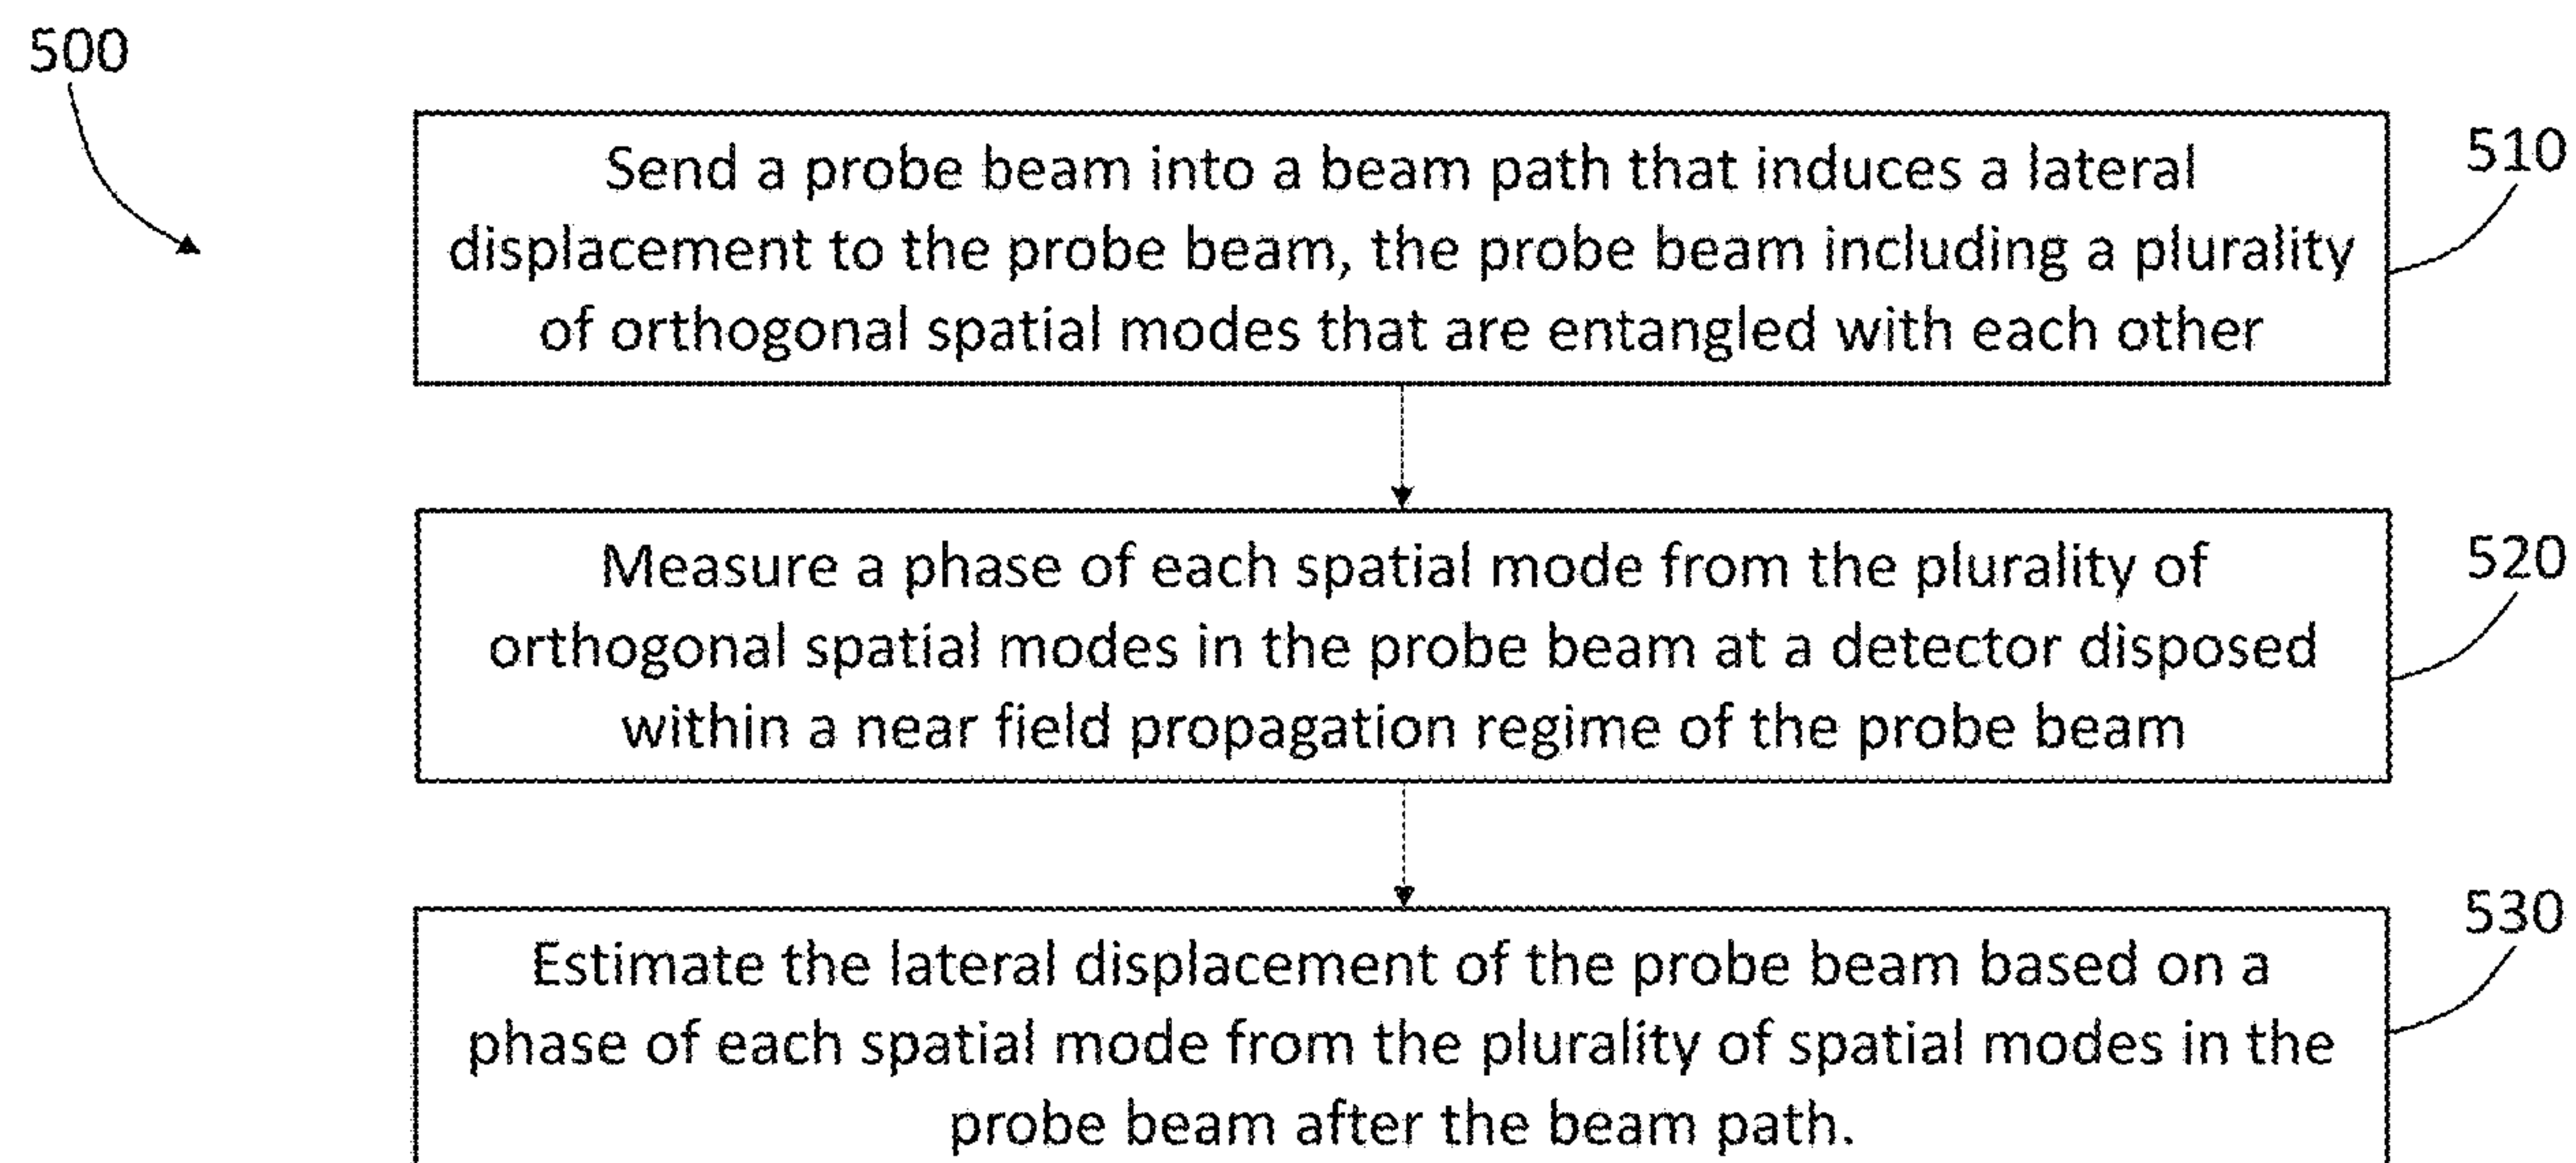 500
Send a probe beam into a beam path that induces a lateral
displacement to the probe beam, the probe beam including a plurality
of orthogonal spatial modes that are entangled with each other
510
Measure a phase of each spatial mode from the plurality of
orthogonal spatial modes in the probe beam at a detector disposed
within a near field propagation regime of the probe beam
520
Estimate the lateral displacement of the probe beam based on a
phase of each spatial mode from the plurality of spatial modes in the
probe beam after the beam path.
530